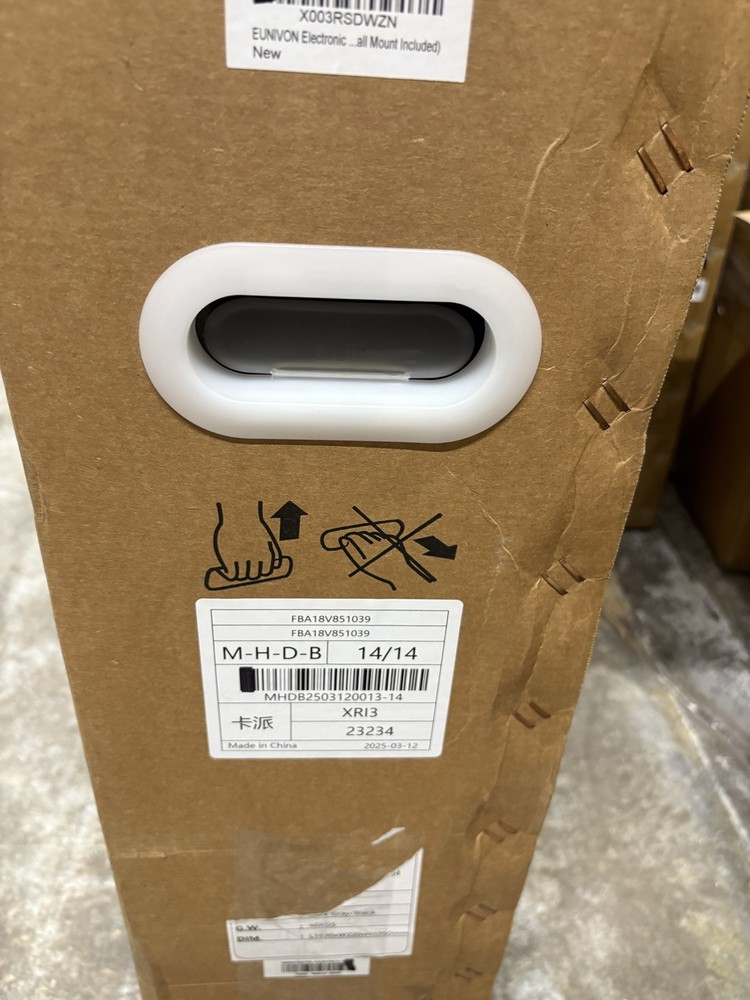 X003RSDWZN
EUNIVON Electronic ...all Mount Included)
New
FBA18V851039
FBA18V851039
M-H-D-B 14/14
MHDB2503120013-14
卡派 XRI3
23234
Made in China 2025-03-12
G.W.
DIM.